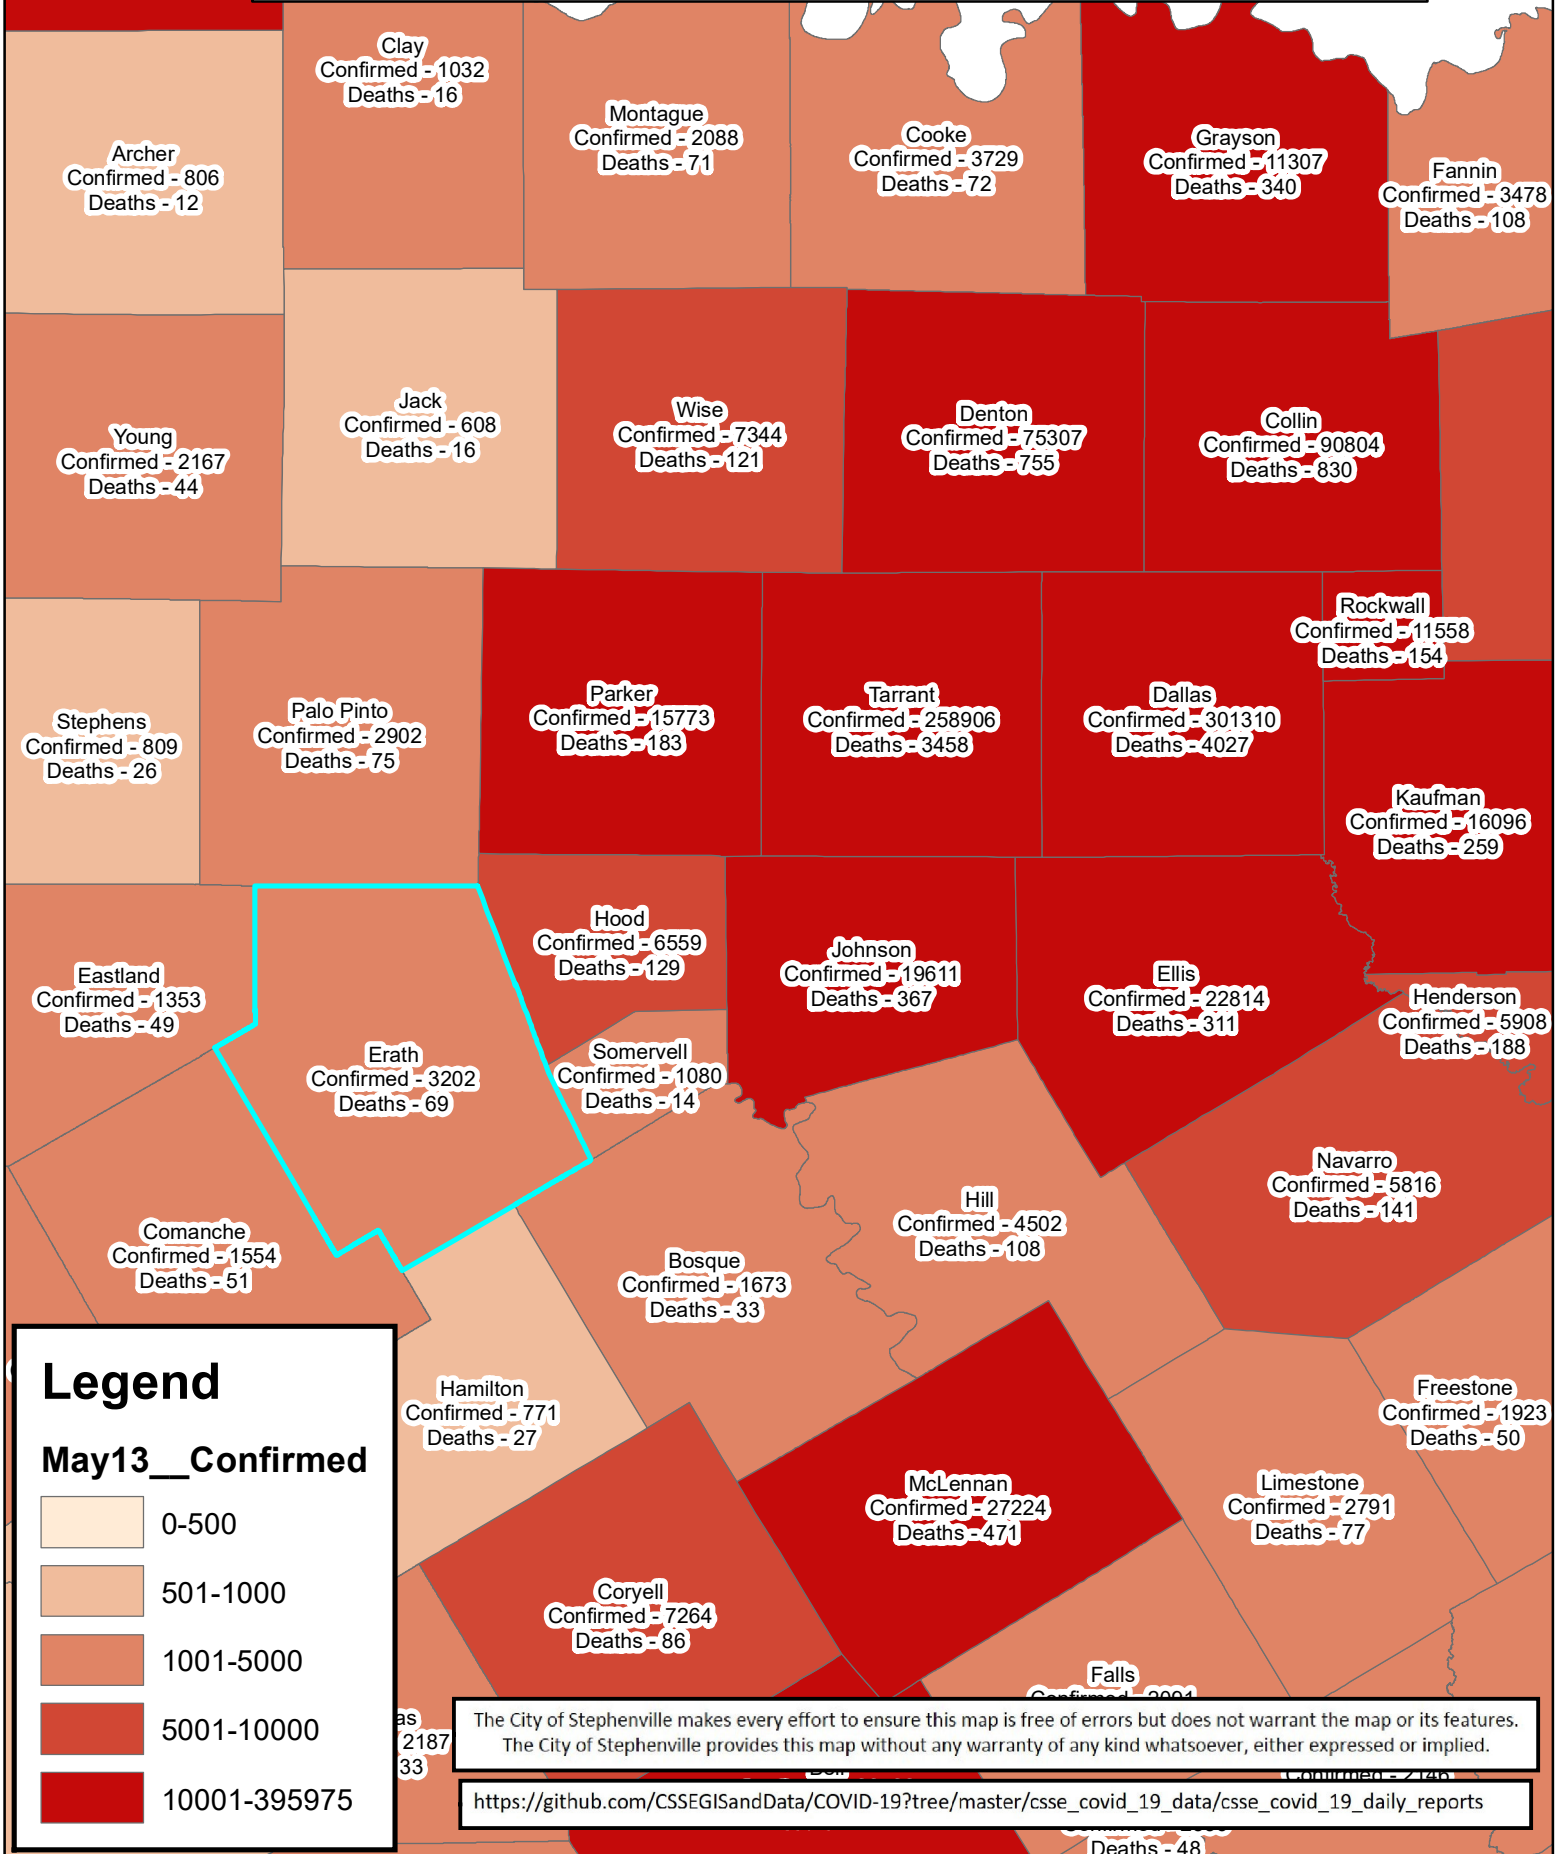 Clay
Confirmed - 1032
Deaths - 16
Montague
Confirmed - 2088
Deaths - 71
Cooke
Confirmed - 3729
Deaths - 72
Grayson
Confirmed - 11307
Deaths - 340
Archer
Confirmed - 806
Deaths - 12
Fannin
Confirmed - 3478
Deaths - 108
Young
Confirmed - 2167
Deaths - 44
Jack
Confirmed - 608
Deaths - 16
Wise
Confirmed - 7344
Deaths - 121
Denton
Confirmed - 75307
Deaths - 755
Collin
Confirmed - 90804
Deaths - 830
Rockwall
Confirmed - 11558
Deaths - 154
Stephens
Confirmed - 809
Deaths - 26
Palo Pinto
Confirmed - 2902
Deaths - 75
Parker
Confirmed - 15773
Deaths - 183
Tarrant
Confirmed - 258906
Deaths - 3458
Dallas
Confirmed - 301310
Deaths - 4027
Kaufman
Confirmed - 16096
Deaths - 259
Eastland
Confirmed - 1353
Deaths - 49
Hood
Confirmed - 6559
Deaths - 129
Johnson
Confirmed - 19611
Deaths - 367
Ellis
Confirmed - 22814
Deaths - 311
Henderson
Confirmed - 5908
Deaths - 188
Erath
Confirmed - 3202
Deaths - 69
Somervell
Confirmed - 1080
Deaths - 14
Navarro
Confirmed - 5816
Deaths - 141
Comanche
Confirmed - 1554
Deaths - 51
Hill
Confirmed - 4502
Deaths - 108
Bosque
Confirmed - 1673
Deaths - 33
Hamilton
Confirmed - 771
Deaths - 27
Freestone
Confirmed - 1923
Deaths - 50
McLennan
Confirmed - 27224
Deaths - 471
Limestone
Confirmed - 2791
Deaths - 77
Coryell
Confirmed - 7264
Deaths - 86
Falls
Confirmed - 2091
as
2187
33
Legend
May13__Confirmed
0-500
501-1000
1001-5000
5001-10000
10001-395975
The City of Stephenville makes every effort to ensure this map is free of errors but does not warrant the map or its features.
The City of Stephenville provides this map without any warranty of any kind whatsoever, either expressed or implied.
Bell
Confirmed - 2146
https://github.com/CSSEGISandData/COVID-19?tree/master/csse_covid_19_data/csse_covid_19_daily_reports
Deaths - 48